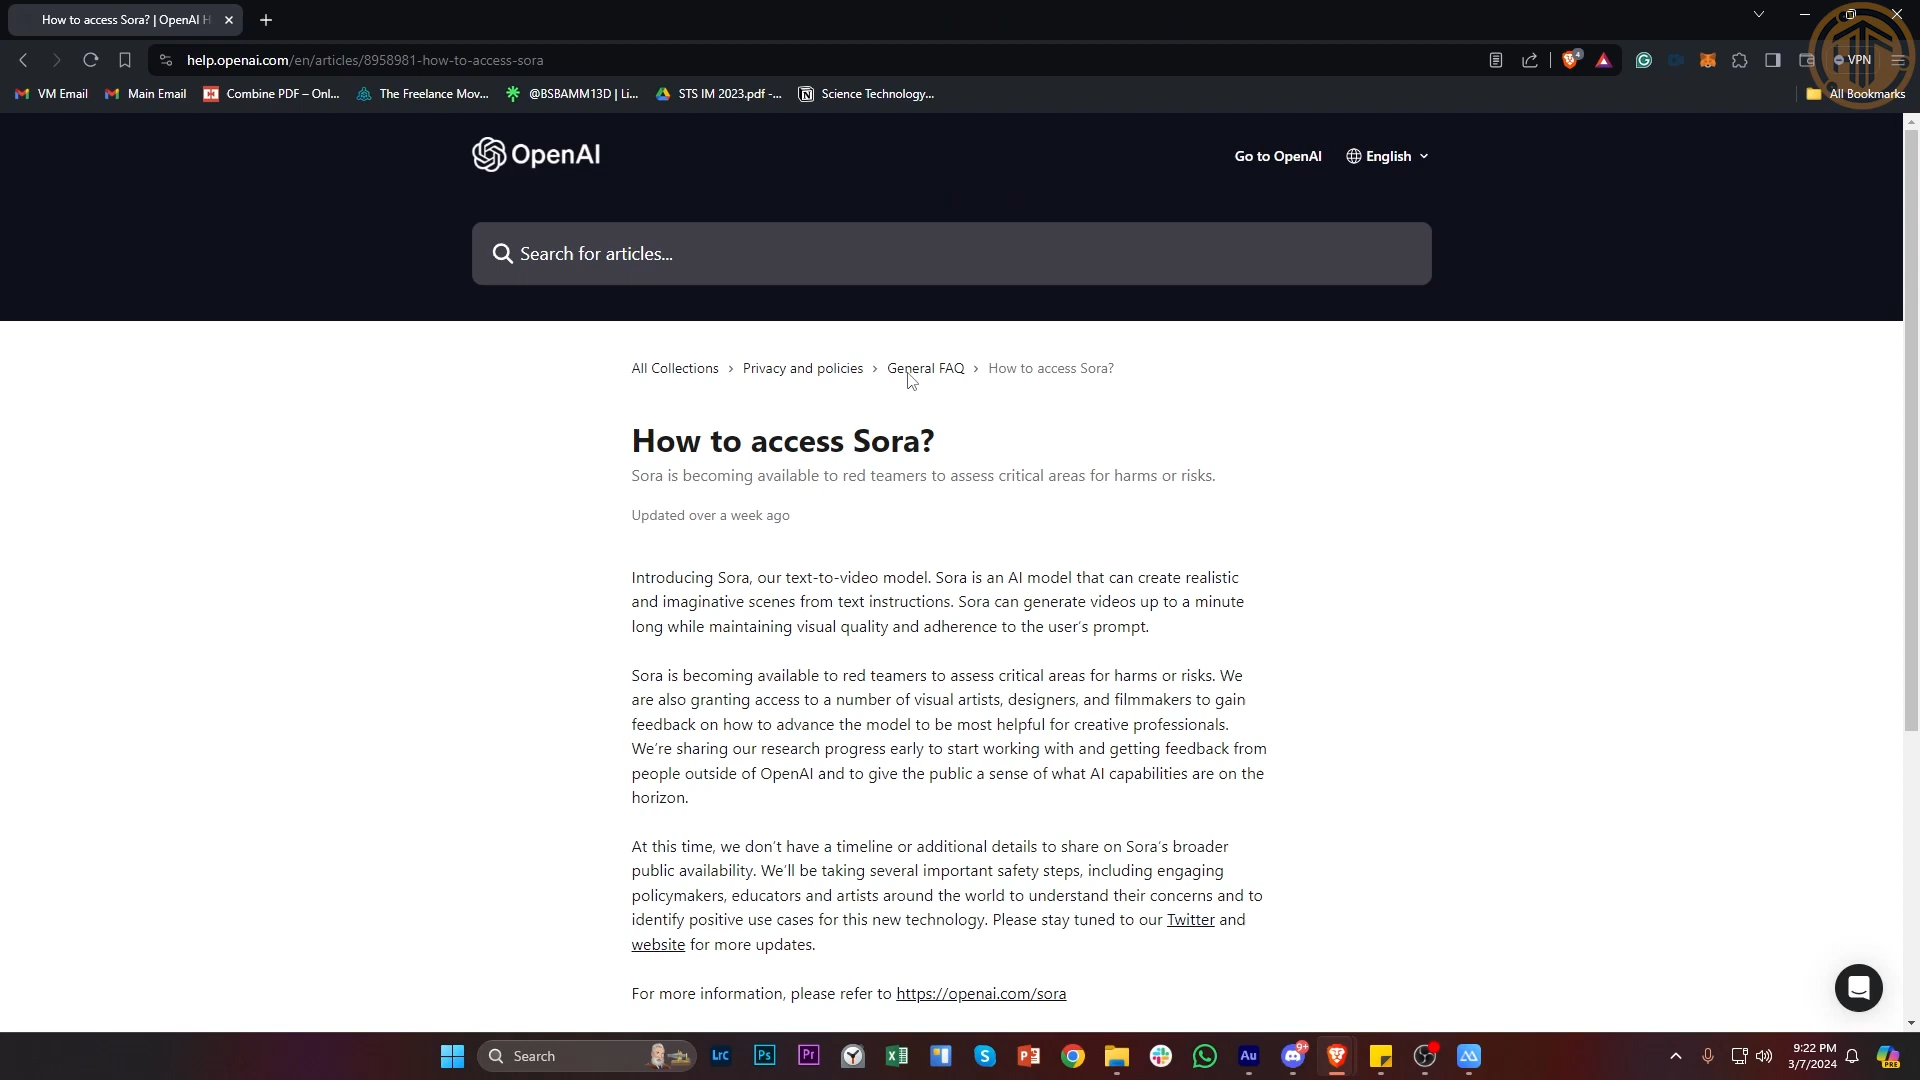 How to access Sora? | OpenAI H
help.openai.com/en/articles/8958981-how-to-access-sora
4
VPN
VM Email
Main Email
Combine PDF – Onl...
The Freelance Mov...
@BSBAMM13D | Li...
STS IM 2023.pdf -...
Science Technology...
All Bookmarks
OpenAI
Go to OpenAI
English
Search for articles...
All Collections > Privacy and policies > General FAQ > How to access Sora?
How to access Sora?
Sora is becoming available to red teamers to assess critical areas for harms or risks.
Updated over a week ago
Introducing Sora, our text-to-video model. Sora is an AI model that can create realistic
and imaginative scenes from text instructions. Sora can generate videos up to a minute
long while maintaining visual quality and adherence to the user's prompt.
Sora is becoming available to red teamers to assess critical areas for harms or risks. We
are also granting access to a number of visual artists, designers, and filmmakers to gain
feedback on how to advance the model to be most helpful for creative professionals.
We're sharing our research progress early to start working with and getting feedback from
people outside of OpenAI and to give the public a sense of what AI capabilities are on the
horizon.
At this time, we don't have a timeline or additional details to share on Sora's broader
public availability. We'll be taking several important safety steps, including engaging
policymakers, educators and artists around the world to understand their concerns and to
identify positive use cases for this new technology. Please stay tuned to our Twitter and
website for more updates.
For more information, please refer to https://openai.com/sora
Search
LrC
Ps
Pr
Au
9+
9:22 PM
3/7/2024
PRE